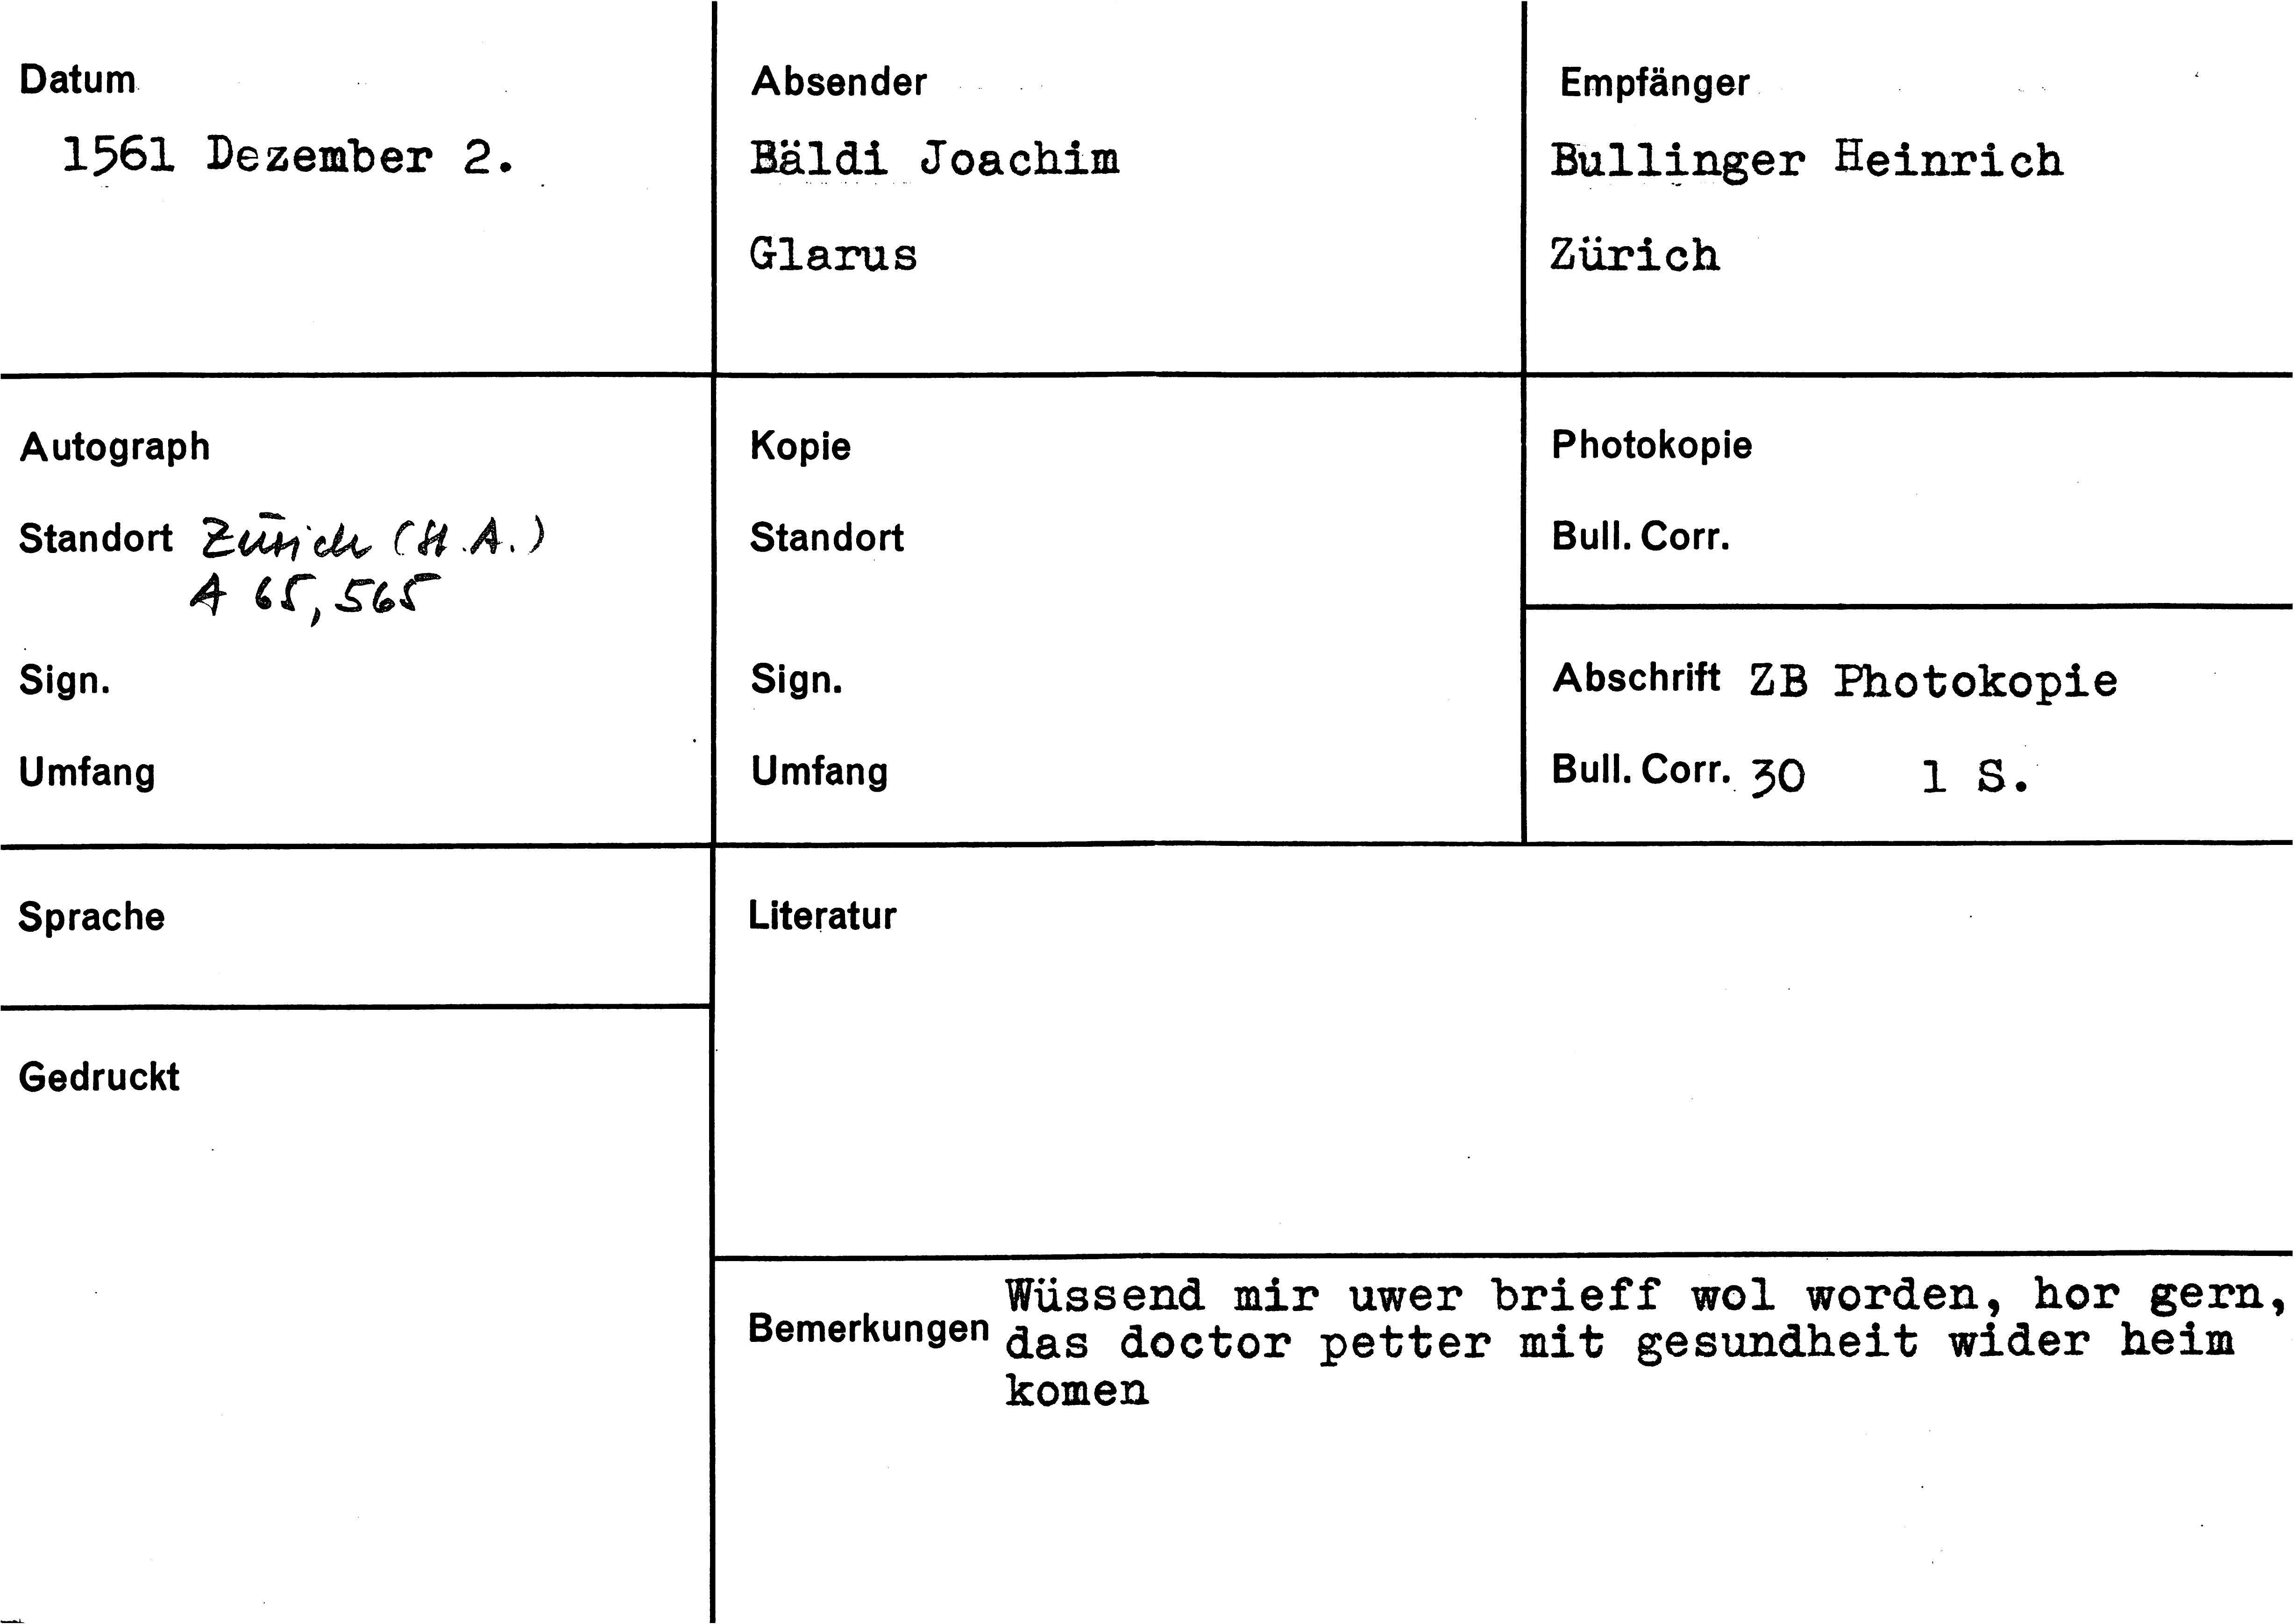 Datum
1561 Dezember 2.
Absender
Bäldi Joachim
Glarus
Empfänger
Bullinger Heinrich
Zürich
Autograph
Standort Zürich (St.A.)
A 65, 565
Sign.
Umfang
Kopie
Standort
Sign.
Umfang
Photokopie
Bull. Corr.
Abschrift ZB Photokopie
Bull. Corr. 30 1 S.
Sprache
Gedruckt
Literatur
Bemerkungen
Wüssend mir uwer brieff wol worden, hor gern,
das doctor petter mit gesundheit wider heim
komen